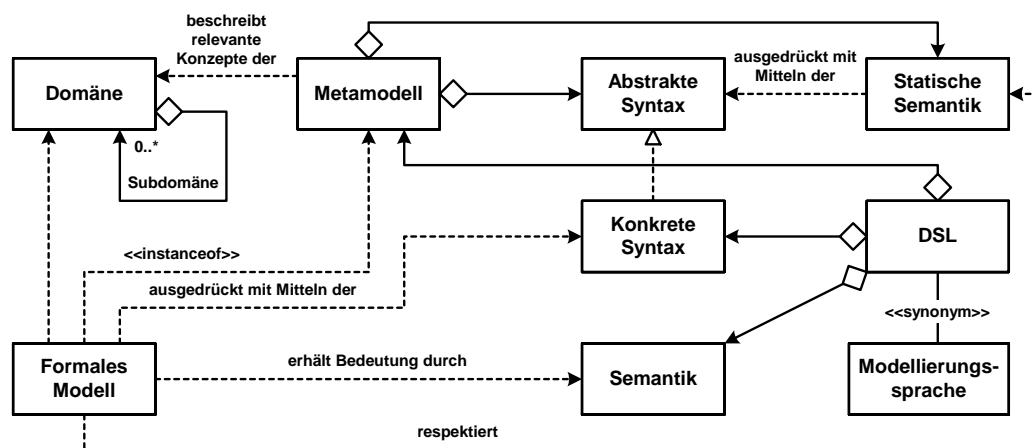 beschreibt
relevante
Konzepte der
Domäne
Metamodell
Abstrakte
Syntax
ausgedrückt mit
Mitteln der
Statische
Semantik
0..*
Subdomäne
Konkrete
Syntax
DSL
<<instanceof>>
ausgedrückt mit Mitteln der
<<synonym>>
Formales
Modell
erhält Bedeutung durch
Semantik
Modellierungs-
sprache
respektiert